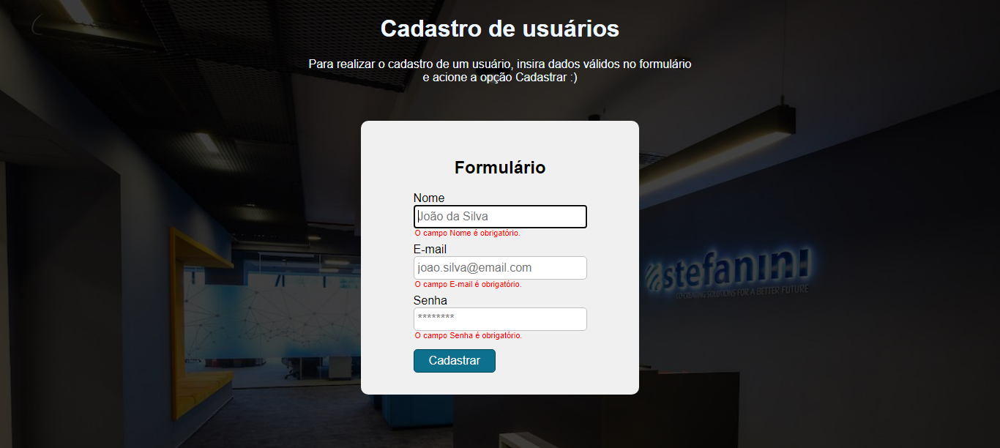 Cadastro de usuários
Para realizar o cadastro de um usuário, insira dados válidos no formulário
e acione a opção Cadastrar :)
Formulário
Nome
João da Silva
O campo Nome é obrigatório.
E-mail
joao.silva@email.com
O campo E-mail é obrigatório.
stefanini
CO-CREATING SOLUTIONS FOR A BETTER FUTURE
Senha
********
O campo Senha é obrigatório.
Cadastrar